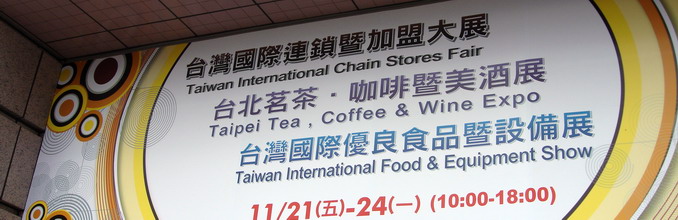 台灣國際連鎖暨加盟大展
Taiwan International Chain Stores Fair
台北茗茶・咖啡暨美酒展
Taipei Tea , Coffee & Wine Expo
台灣國際優良食品暨設備展
Taiwan International Food & Equipment Show
11/21(五)-24(一) (10:00-18:00)